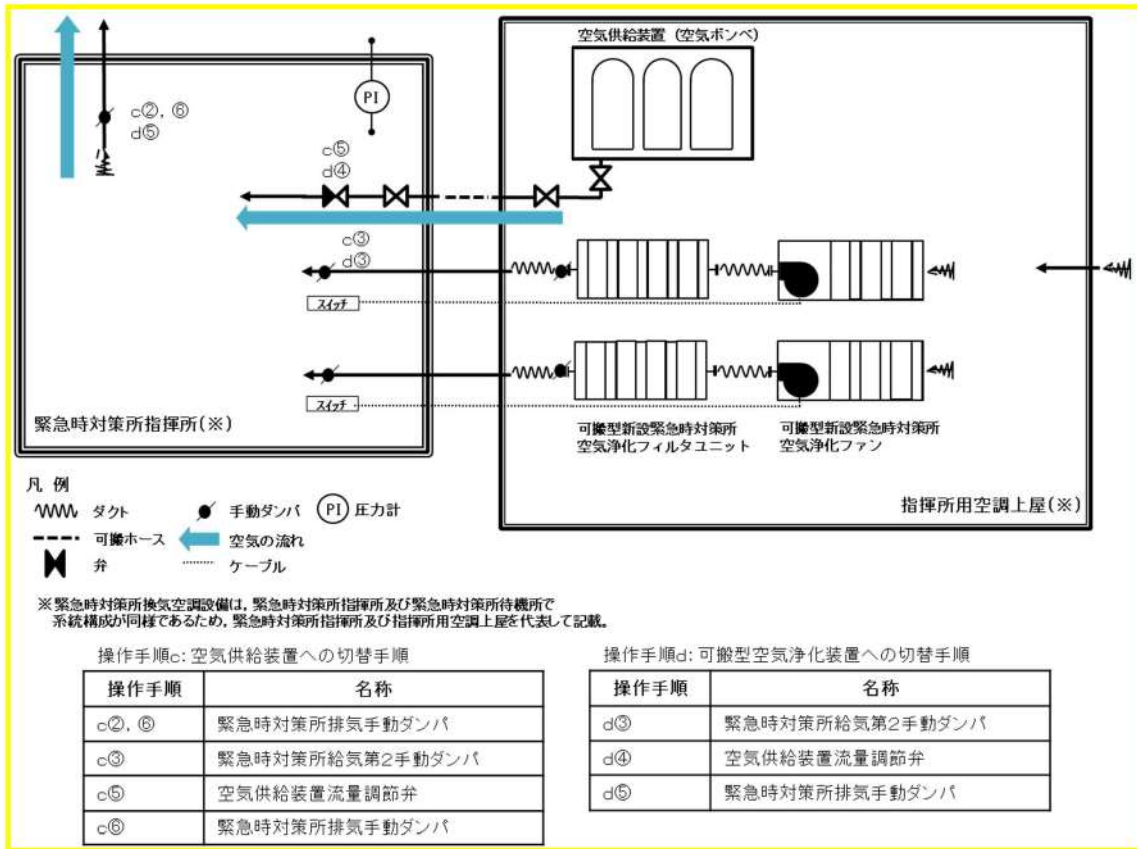 空気供給装置（空気ボンベ）
c②，⑥
d⑤
PI
c⑤
d④
c③
d③
スイッチ
スイッチ
緊急時対策所指揮所(※)
可搬型新設緊急時対策所
空気浄化フィルタユニット
可搬型新設緊急時対策所
空気浄化ファン
指揮所用空調上屋(※)
凡 例
ダクト
手動ダンパ
PI 圧力計
可搬ホース
空気の流れ
弁
ケーブル
※緊急時対策所換気空調設備は，緊急時対策所指揮所及び緊急時対策所待機所で
系統構成が同様であるため，緊急時対策所指揮所及び指揮所用空調上屋を代表して記載。
操作手順c：空気供給装置への切替手順
操作手順 名称
c②，⑥ 緊急時対策所排気手動ダンパ
c③ 緊急時対策所給気第2手動ダンパ
c⑤ 空気供給装置流量調節弁
c⑥ 緊急時対策所排気手動ダンパ
操作手順d：可搬型空気浄化装置への切替手順
操作手順 名称
d③ 緊急時対策所給気第2手動ダンパ
d④ 空気供給装置流量調節弁
d⑤ 緊急時対策所排気手動ダンパ